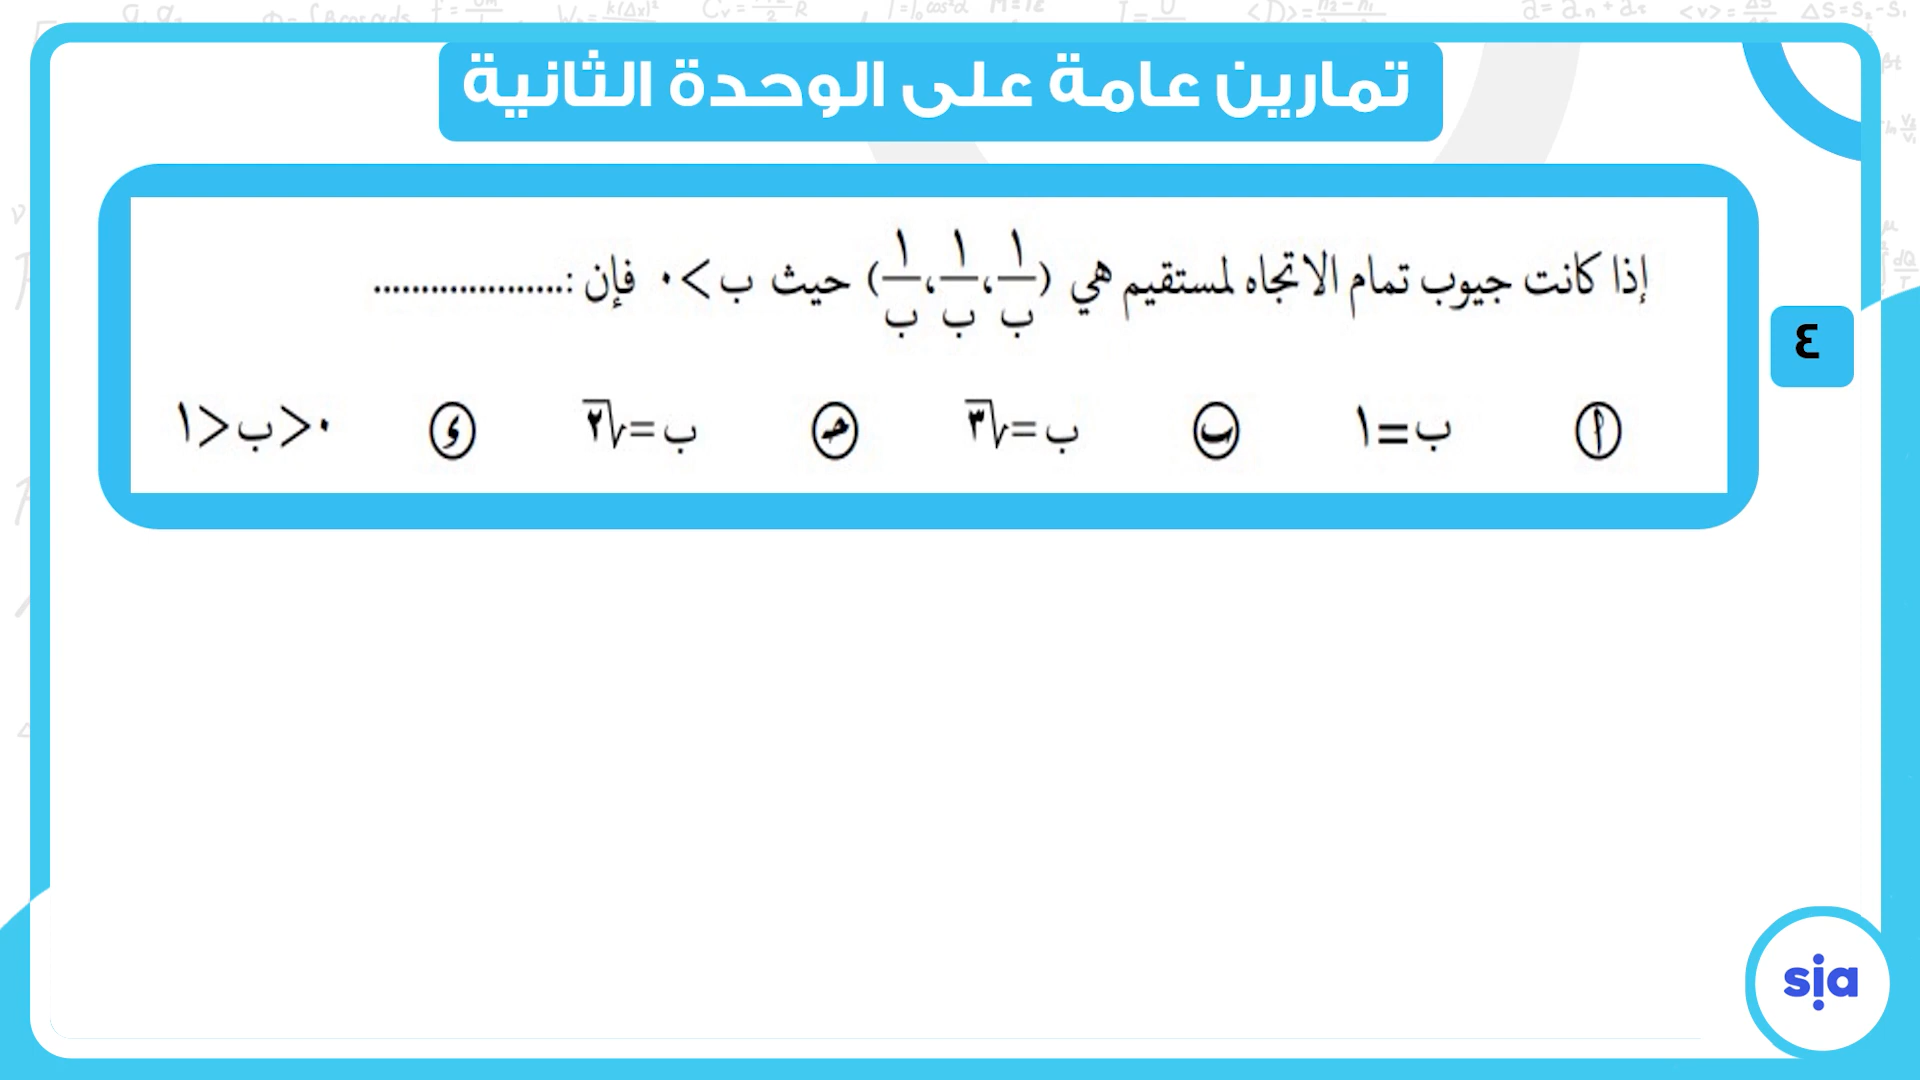 تمارين عامة على الوحدة الثانية
٤
إذا كانت جيوب تمام الاتجاه لمستقيم هي (١/ب، ١/ب، ١/ب) حيث ب > ٠ فإن :....................
أ ب = ١ ب ب = √٣ جـ ب = √٢ د ٠ < ب < ١
sia